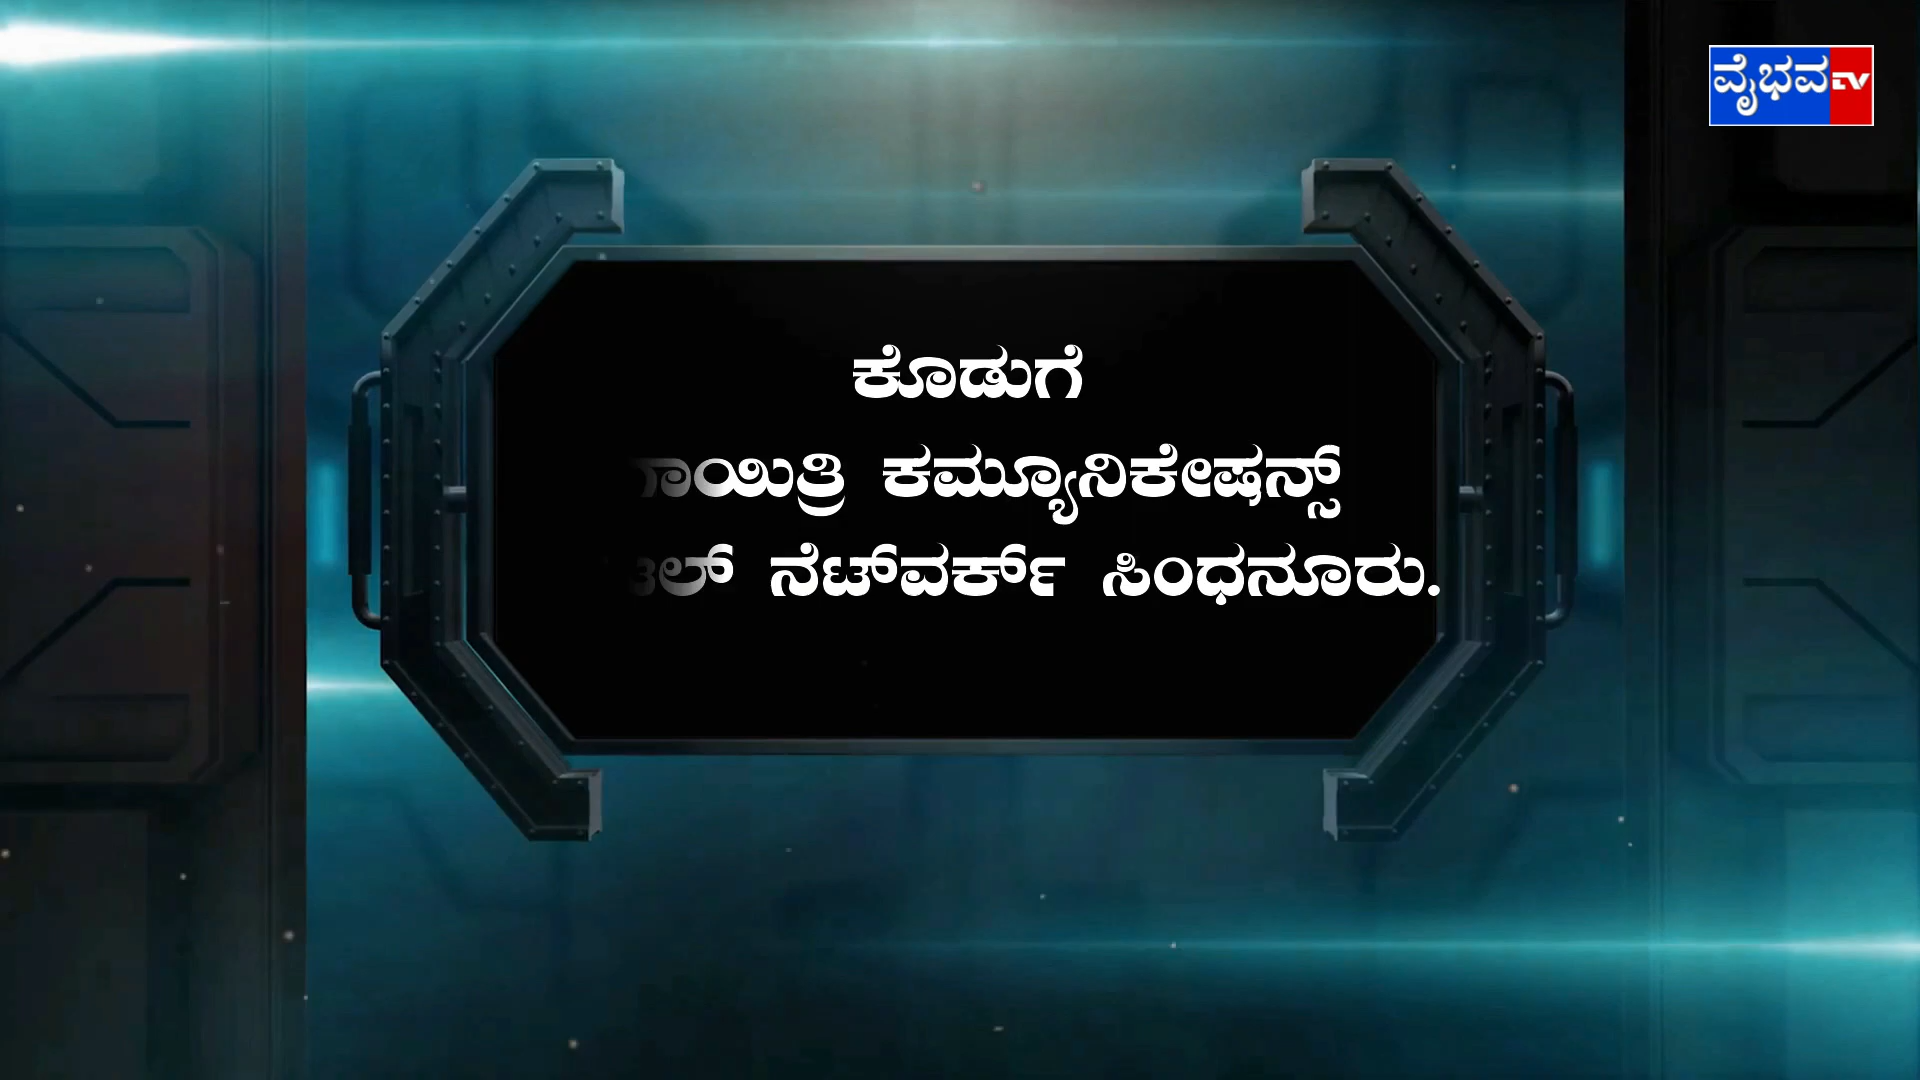 ವೈಭವ TV
ಕೊಡುಗೆ
ಕಮ್ಯೂನಿಕೇಷನ್ಸ್
ನೆಟ್‌ವರ್ಕ್ ಸಿಂಧನೂರು.